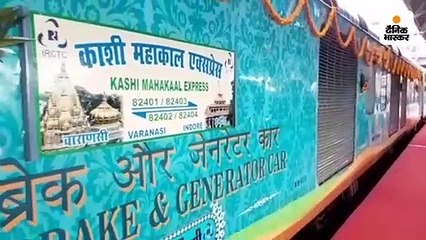 दैनिक
भास्कर
IRCTC
काशी महाकाल एक्सप्रेस
KASHI MAHAKAAL EXPRESS
82401 / 82403
82402 / 82404
वाराणसी
VARANASI
INDORE
ब्रेक और जेनरेटर कार
BRAKE & GENERATOR CAR